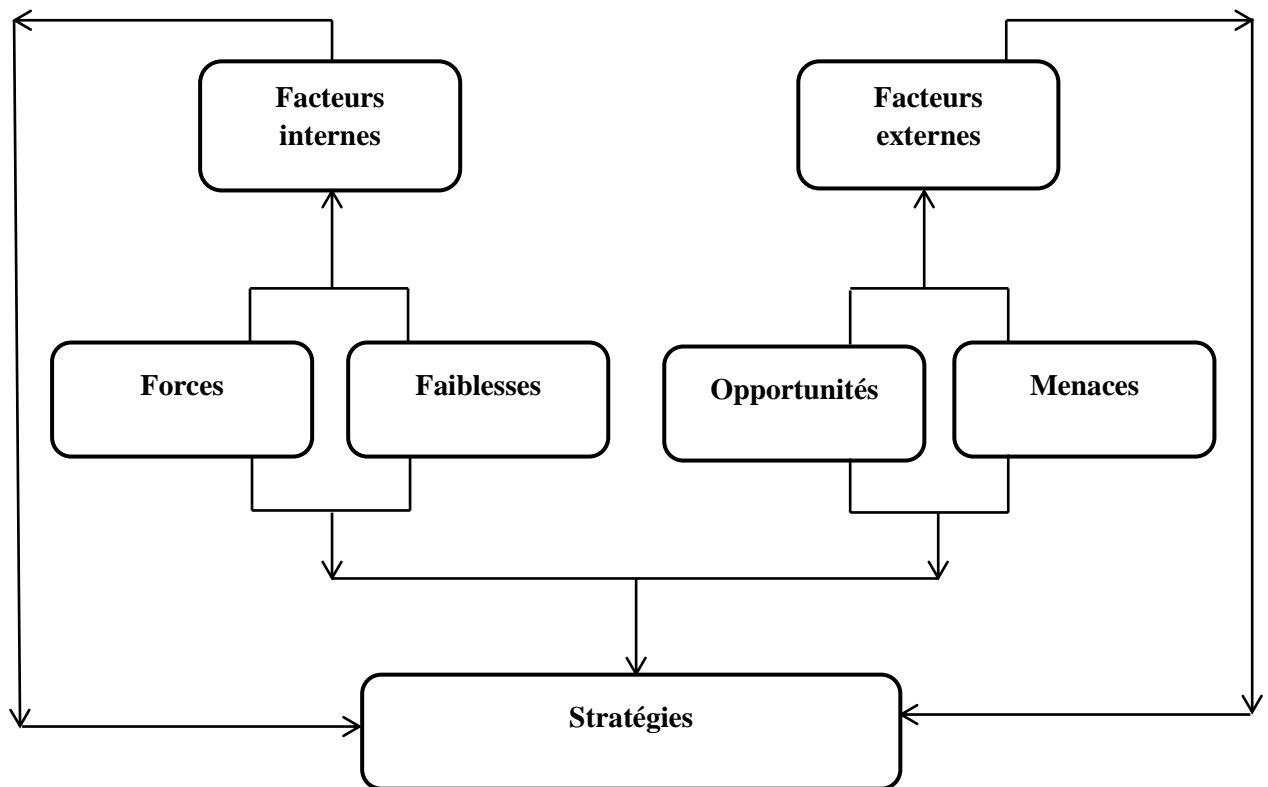 Facteurs
internes
Facteurs
externes
Forces
Faiblesses
Opportunités
Menaces
Stratégies